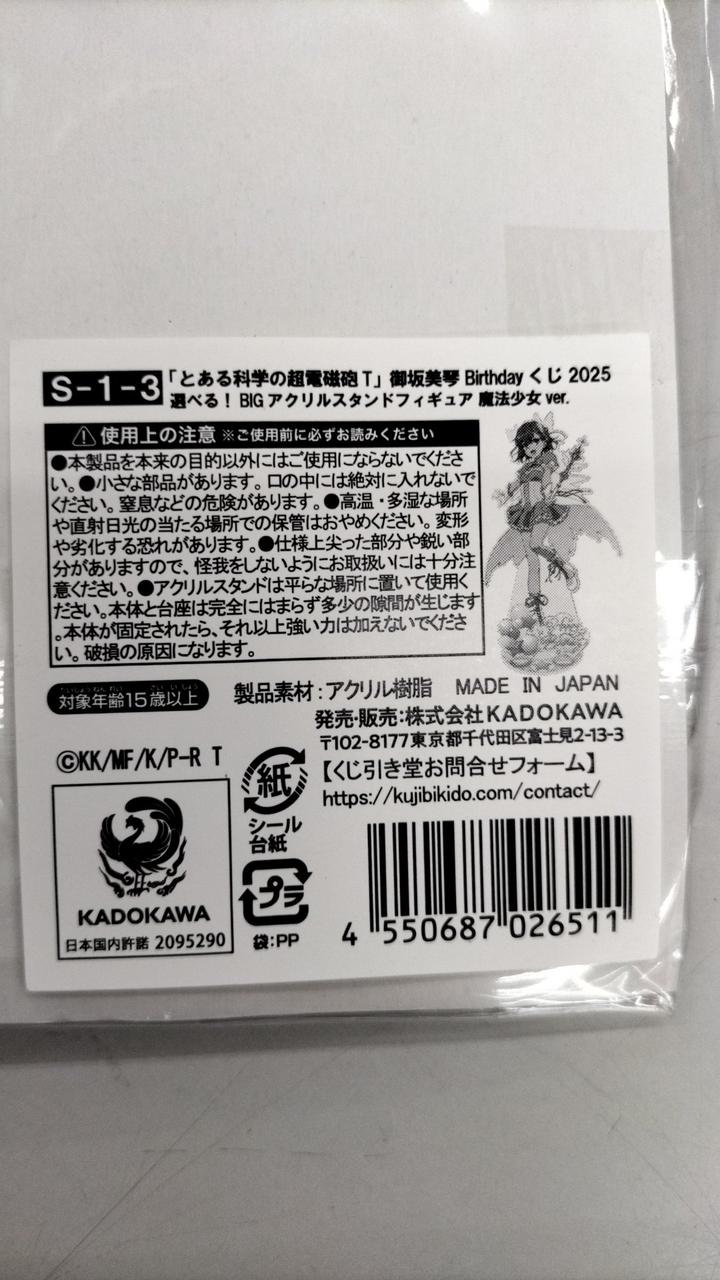 S-1-3
「とある科学の超電磁砲T」御坂美琴 Birthday くじ 2025
選べる！ BIG アクリルスタンドフィギュア 魔法少女 ver.
使用上の注意 ※ご使用前に必ずお読みください
●本製品を本来の目的以外にはご使用にならないでくださ
い。●小さな部品があります。口の中には絶対に入れないで
ください。窒息などの危険があります。●高温・多湿な場所
や直射日光の当たる場所での保管はおやめください。変形
や劣化する恐れがあります。●仕様上尖った部分や鋭い部
分がありますので、怪我をしないようにお取扱いには十分注
意ください。●アクリルスタンドは平らな場所に置いて使用く
ださい。本体と台座は完全にはまらず多少の隙間が生じます
。本体が固定されたら、それ以上強い力は加えないでくださ
い。破損の原因になります。
たいしょうねんれい さい いじょう
対象年齢15歳以上
製品素材：アクリル樹脂 MADE IN JAPAN
発売・販売：株式会社KADOKAWA
〒102-8177東京都千代田区富士見2-13-3
【くじ引き堂お問合せフォーム】
https://kujibikido.com/contact/
©KK/MF/K/P-R T
KADOKAWA
日本国内許諾 2095290
紙
シール
台紙
プラ
袋：PP
4 550687 026511